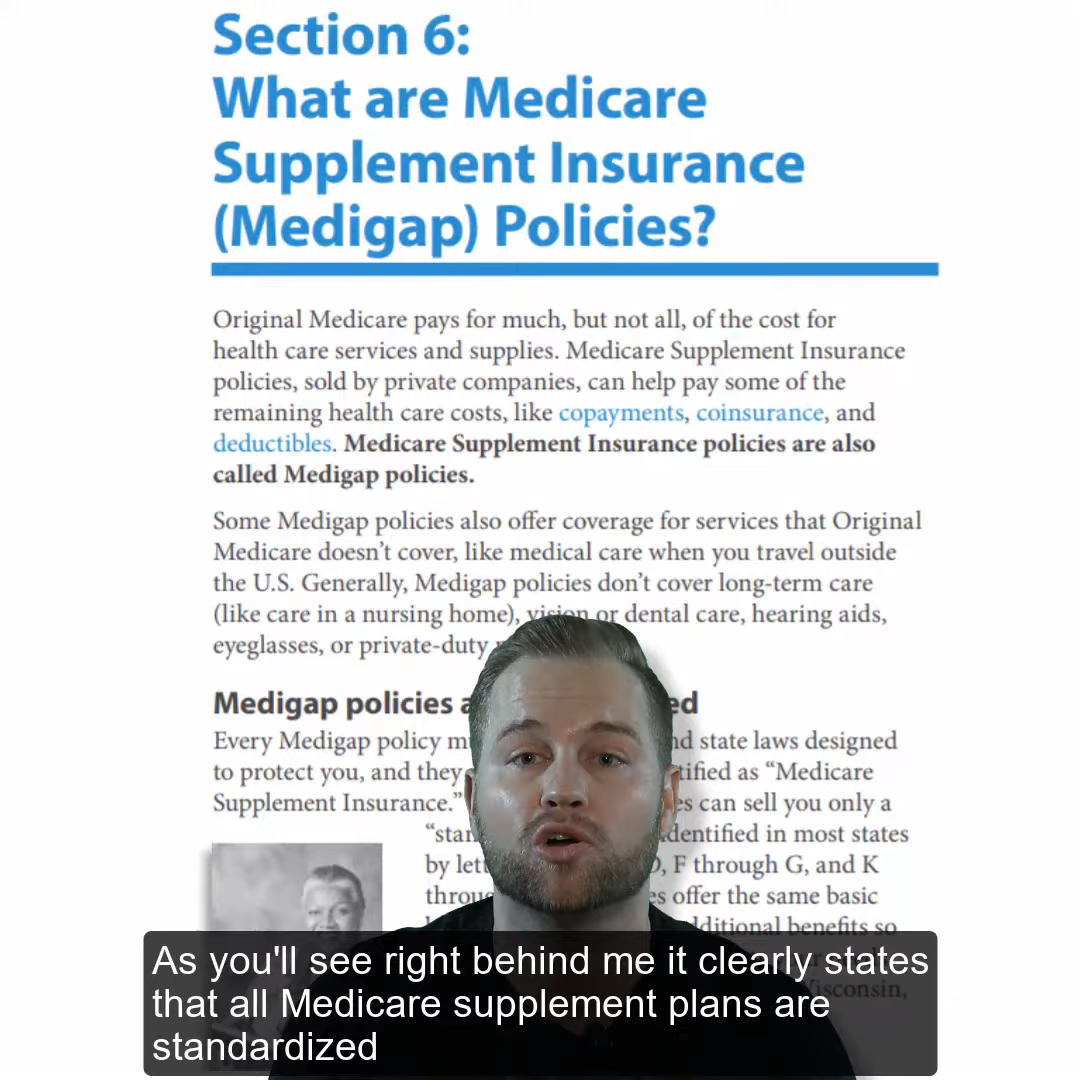 Section 6:
What are Medicare
Supplement Insurance
(Medigap) Policies?
Original Medicare pays for much, but not all, of the cost for
health care services and supplies. Medicare Supplement Insurance
policies, sold by private companies, can help pay some of the
remaining health care costs, like copayments, coinsurance, and
deductibles. Medicare Supplement Insurance policies are also
called Medigap policies.
Some Medigap policies also offer coverage for services that Original
Medicare doesn't cover, like medical care when you travel outside
the U.S. Generally, Medigap policies don't cover long-term care
(like care in a nursing home), vision or dental care, hearing aids,
eyeglasses, or private-duty
Medigap policies
Every Medigap policy state laws designed
to protect you, and they "Medicare
Supplement Insurance." can sell you only a
identified in most states
by F through G, and K
offer the same basic
additional benefits so
Wisconsin,
As you'll see right behind me it clearly states
that all Medicare supplement plans are
standardized